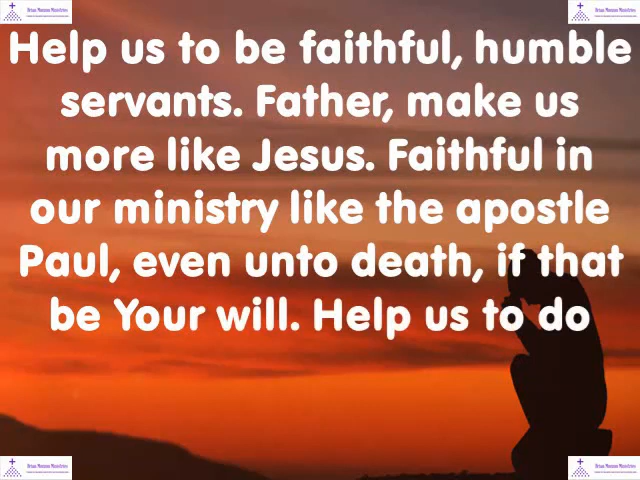 Help us to be faithful, humble
servants. Father, make us
more like Jesus. Faithful in
our ministry like the apostle
Paul, even unto death, if that
be Your will. Help us to do